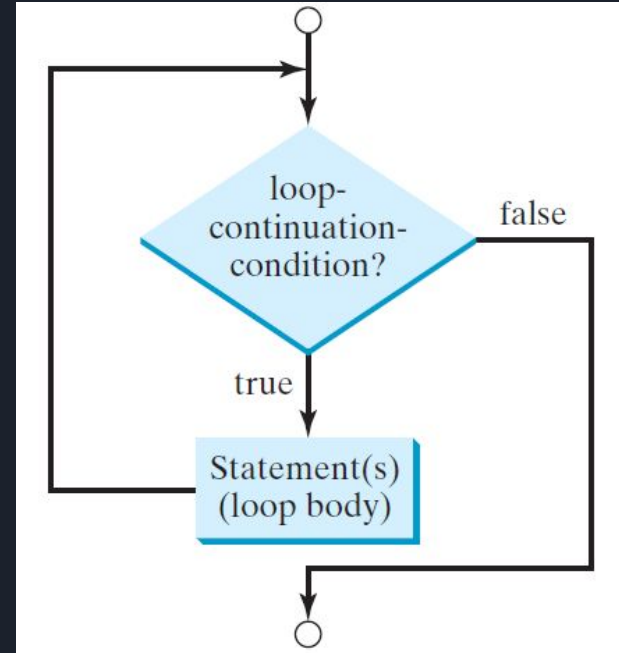 loop-
continuation-
condition?
false
true
Statement(s)
(loop body)